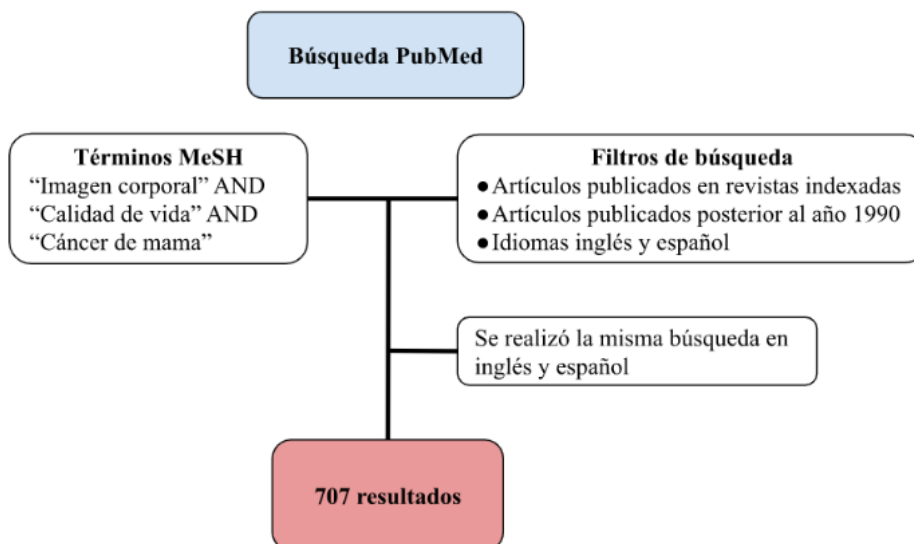 Búsqueda PubMed
Términos MeSH
“Imagen corporal” AND
“Calidad de vida” AND
“Cáncer de mama”
Filtros de búsqueda
●Artículos publicados en revistas indexadas
●Artículos publicados posterior al año 1990
●Idiomas inglés y español
Se realizó la misma búsqueda en
inglés y español
707 resultados